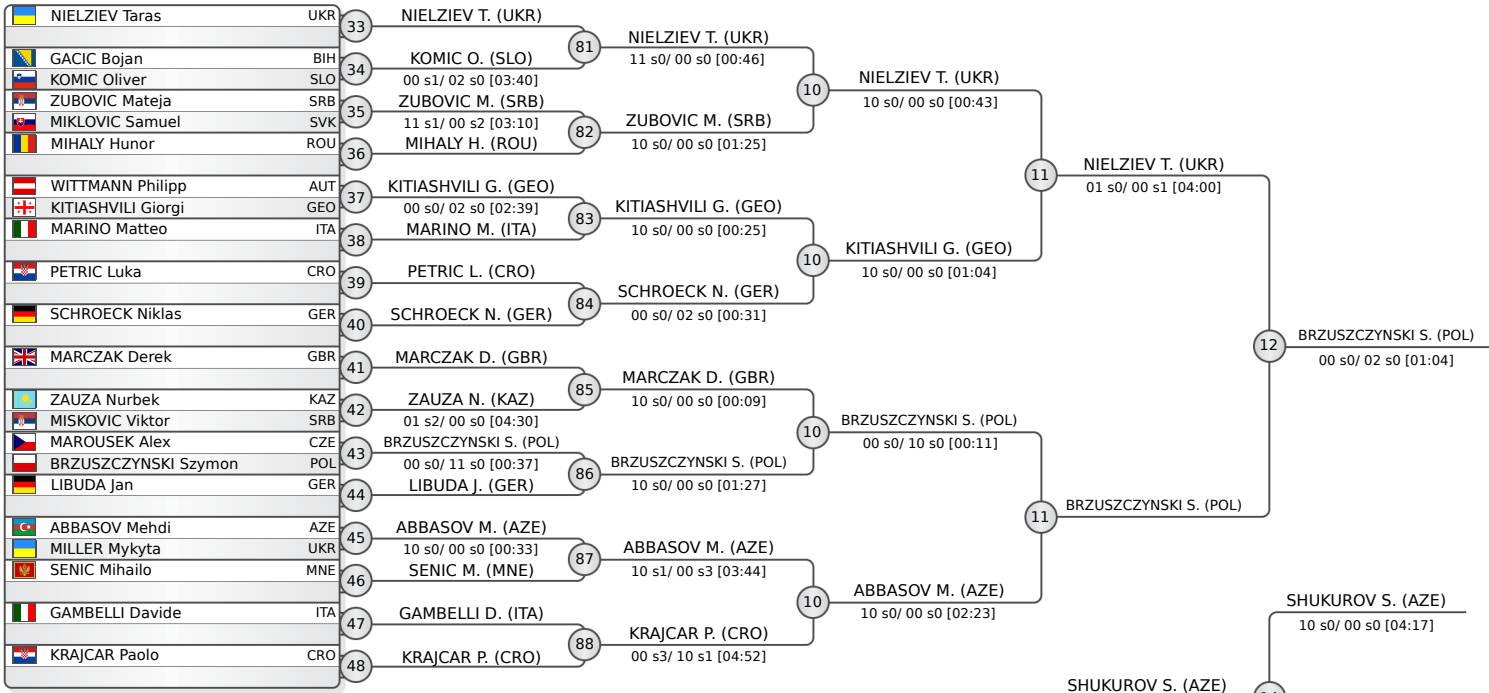 NIELZIEV Taras UKR
GACIC Bojan BIH
KOMIC Oliver SLO
ZUBOVIC Mateja SRB
MIKLOVIC Samuel SVK
MIHALY Hunor ROU
WITTMANN Philipp AUT
KITIASHVILI Giorgi GEO
MARINO Matteo ITA
PETRIC Luka CRO
SCHROECK Niklas GER
MARCZAK Derek GBR
ZAUZA Nurbek KAZ
MISKOVIC Viktor SRB
MAROUSEK Alex CZE
BRZUSZCZYNSKI Szymon POL
LIBUDA Jan GER
ABBASOV Mehdi AZE
MILLER Mykyta UKR
SENIC Mihailo MNE
GAMBELLI Davide ITA
KRAJCAR Paolo CRO
33
34
35
36
37
38
39
40
41
42
43
44
45
46
47
48
NIELZIEV T. (UKR)
KOMIC O. (SLO)
00 s1/ 02 s0 [03:40]
ZUBOVIC M. (SRB)
11 s1/ 00 s2 [03:10]
MIHALY H. (ROU)
KITIASHVILI G. (GEO)
00 s0/ 02 s0 [02:39]
MARINO M. (ITA)
PETRIC L. (CRO)
SCHROECK N. (GER)
MARCZAK D. (GBR)
ZAUZA N. (KAZ)
01 s2/ 00 s0 [04:30]
BRZUSZCZYNSKI S. (POL)
00 s0/ 11 s0 [00:37]
LIBUDA J. (GER)
ABBASOV M. (AZE)
10 s0/ 00 s0 [00:33]
SENIC M. (MNE)
GAMBELLI D. (ITA)
KRAJCAR P. (CRO)
81
82
83
84
85
86
87
88
NIELZIEV T. (UKR)
11 s0/ 00 s0 [00:46]
ZUBOVIC M. (SRB)
10 s0/ 00 s0 [01:25]
KITIASHVILI G. (GEO)
10 s0/ 00 s0 [00:25]
SCHROECK N. (GER)
00 s0/ 02 s0 [00:31]
MARCZAK D. (GBR)
10 s0/ 00 s0 [00:09]
BRZUSZCZYNSKI S. (POL)
10 s0/ 00 s0 [01:27]
ABBASOV M. (AZE)
10 s1/ 00 s3 [03:44]
KRAJCAR P. (CRO)
00 s3/ 10 s1 [04:52]
10
10
10
10
NIELZIEV T. (UKR)
10 s0/ 00 s0 [00:43]
KITIASHVILI G. (GEO)
10 s0/ 00 s0 [01:04]
BRZUSZCZYNSKI S. (POL)
00 s0/ 10 s0 [00:11]
ABBASOV M. (AZE)
10 s0/ 00 s0 [02:23]
11
11
NIELZIEV T. (UKR)
01 s0/ 00 s1 [04:00]
BRZUSZCZYNSKI S. (POL)
12
BRZUSZCZYNSKI S. (POL)
00 s0/ 02 s0 [01:04]
SHUKUROV S. (AZE)
10 s0/ 00 s0 [04:17]
SHUKUROV S. (AZE)